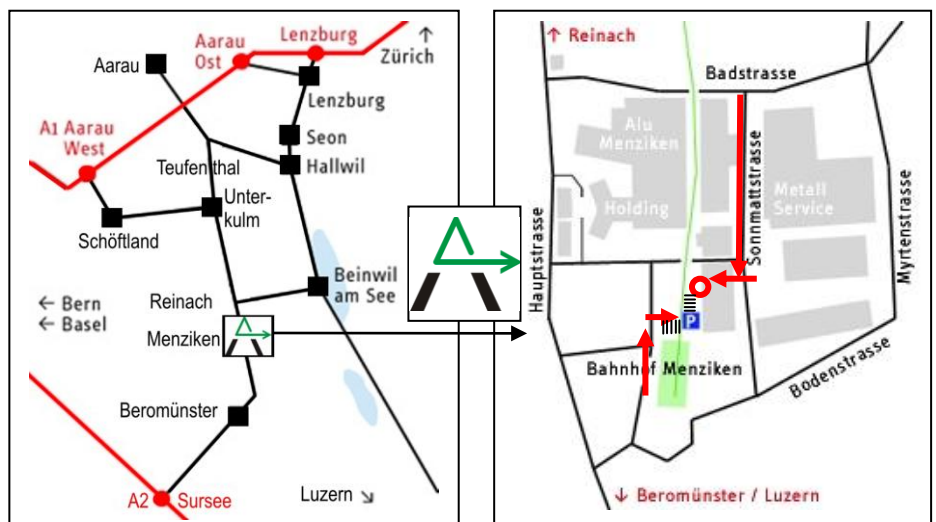 Aarau
Aarau
Ost
Lenzburg
↑
Zürich
Lenzburg
A1 Aarau
West
Seon
Hallwil
Teufenthal
Unter-
kulm
Schöftland
Beinwil
am See
← Bern
← Basel
Reinach
Menziken
Beromünster
A2 Sursee
Luzern ↘
↑ Reinach
Badstrasse
Alu
Menziken
Holding
Metall
Service
Sonnmattstrasse
Myrtenstrasse
Hauptstrasse
P
Bahnhof Menziken
Bodenstrasse
↓ Beromünster / Luzern